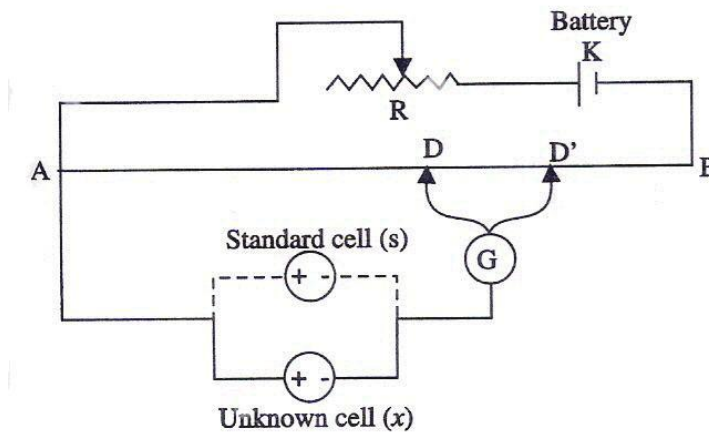 Battery
K
R
A
D
D'
B
Standard cell (s)
+ -
G
+ -
Unknown cell (x)